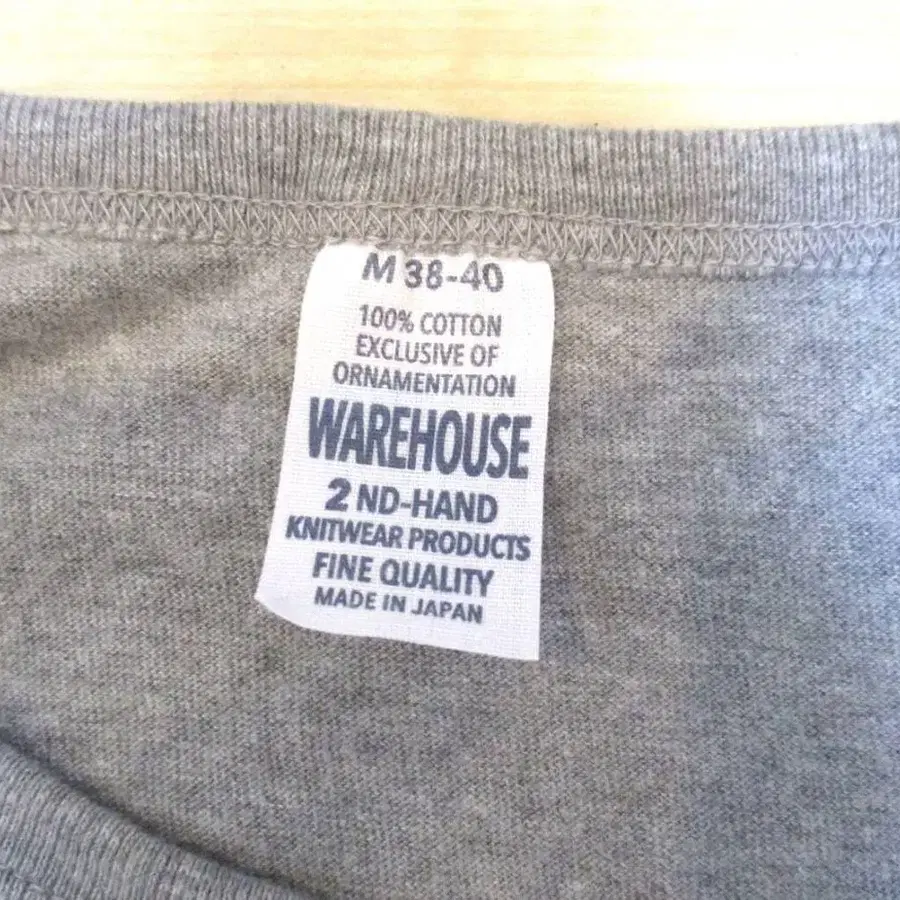 M 38-40
100% COTTON
EXCLUSIVE OF
ORNAMENTATION
WAREHOUSE
2 ND-HAND
KNITWEAR PRODUCTS
FINE QUALITY
MADE IN JAPAN